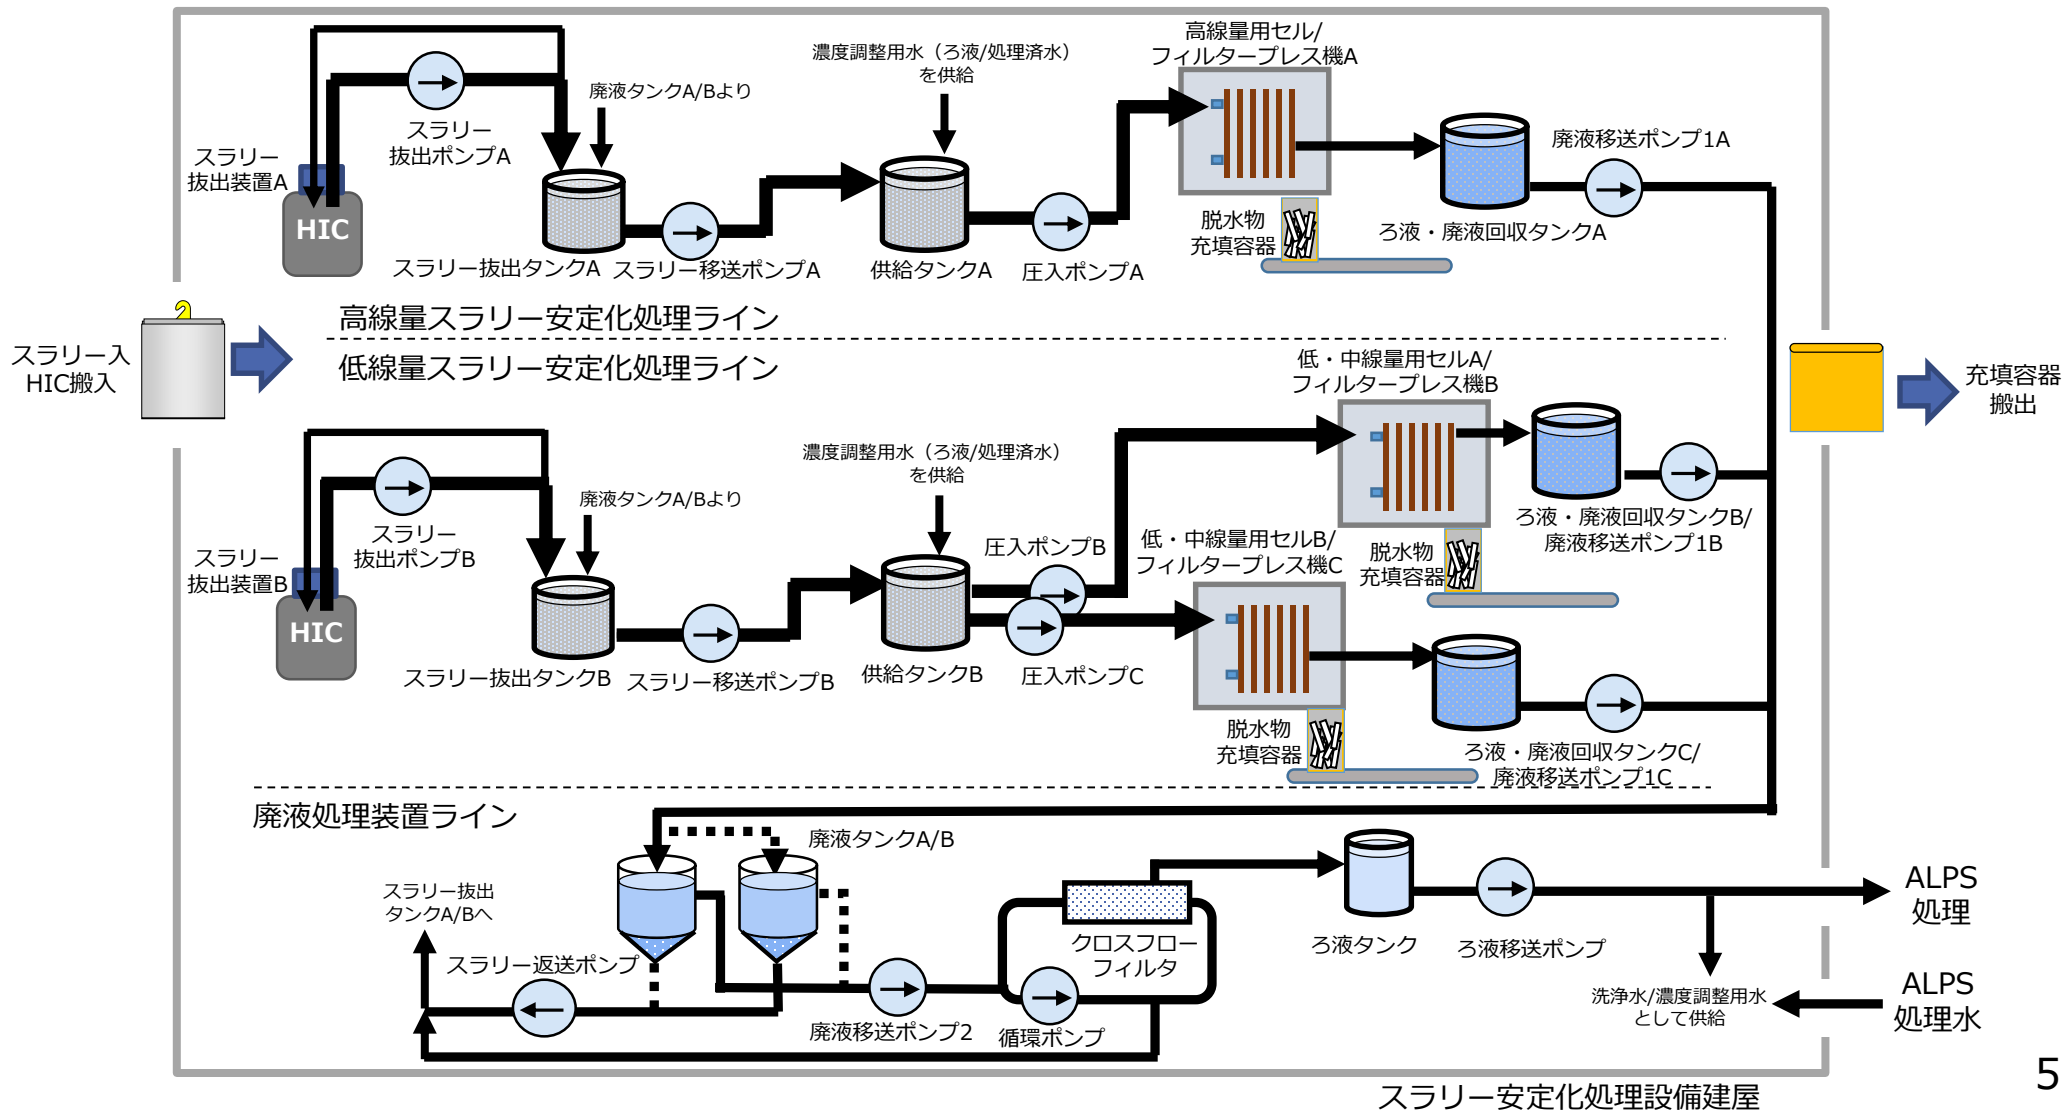 高線量用セル/
フィルタープレス機A
濃度調整用水（ろ液/処理済水）
を供給
廃液タンクA/Bより
スラリー
抜出ポンプA
スラリー
抜出装置A
HIC
廃液移送ポンプ1A
脱水物
充填容器
ろ液・廃液回収タンクA
スラリー抜出タンクA
スラリー移送ポンプA
供給タンクA
圧入ポンプA
高線量スラリー安定化処理ライン
スラリー入
HIC搬入
低線量スラリー安定化処理ライン
低・中線量用セルA/
フィルタープレス機B
充填容器
搬出
濃度調整用水（ろ液/処理済水）
を供給
廃液タンクA/Bより
スラリー
抜出ポンプB
スラリー
抜出装置B
HIC
圧入ポンプB
低・中線量用セルB/
フィルタープレス機C
脱水物
充填容器
ろ液・廃液回収タンクB/
廃液移送ポンプ1B
スラリー抜出タンクB
スラリー移送ポンプB
供給タンクB
圧入ポンプC
脱水物
充填容器
ろ液・廃液回収タンクC/
廃液移送ポンプ1C
廃液処理装置ライン
廃液タンクA/B
スラリー抜出
タンクA/Bへ
スラリー返送ポンプ
クロスフロー
フィルタ
ろ液タンク
ろ液移送ポンプ
ALPS
処理
廃液移送ポンプ2
循環ポンプ
洗浄水/濃度調整用水
として供給
ALPS
処理水
スラリー安定化処理設備建屋
5